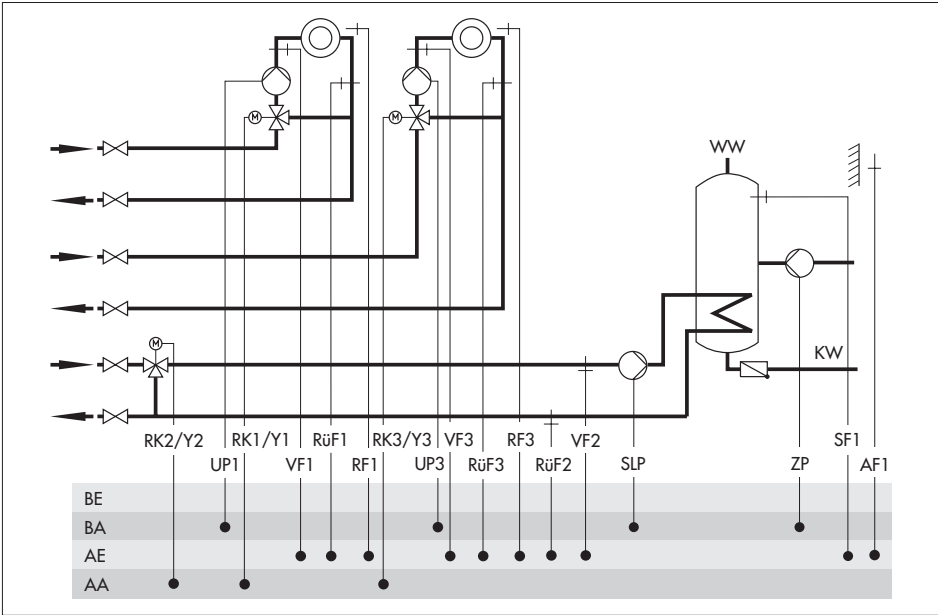 M
M
WW
M
KW
RK2/Y2 RK1/Y1 RüF1 RK3/Y3 VF3 RF3 VF2 SF1
UP1 VF1 RF1 UP3 RüF3 RüF2 SLP ZP AF1
BE
BA
AE
AA